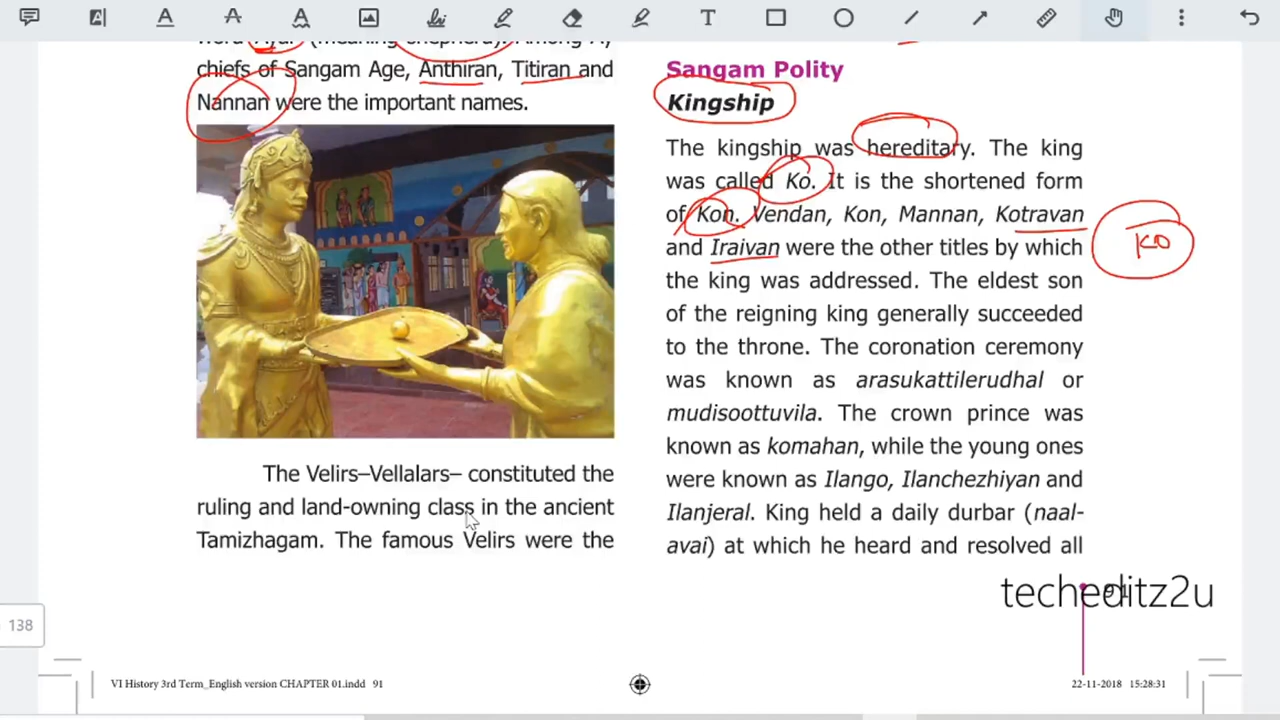 chiefs of Sangam Age, Anthiran, Titiran and
Nannan were the important names.
The Velirs–Vellalars– constituted the
ruling and land-owning class in the ancient
Tamizhagam. The famous Velirs were the
Sangam Polity
Kingship
The kingship was hereditary. The king
was called Ko. It is the shortened form
of Kon. Vendan, Kon, Mannan, Kotravan
and Iraivan were the other titles by which
the king was addressed. The eldest son
of the reigning king generally succeeded
to the throne. The coronation ceremony
was known as arasukattilerudhal or
mudisoottuvila. The crown prince was
known as komahan, while the young ones
were known as Ilango, Ilanchezhiyan and
Ilanjeral. King held a daily durbar (naal-
avai) at which he heard and resolved all
KO
techeditz2u
138
VI History 3rd Term_English version CHAPTER 01.indd 91
22-11-2018 15:28:31